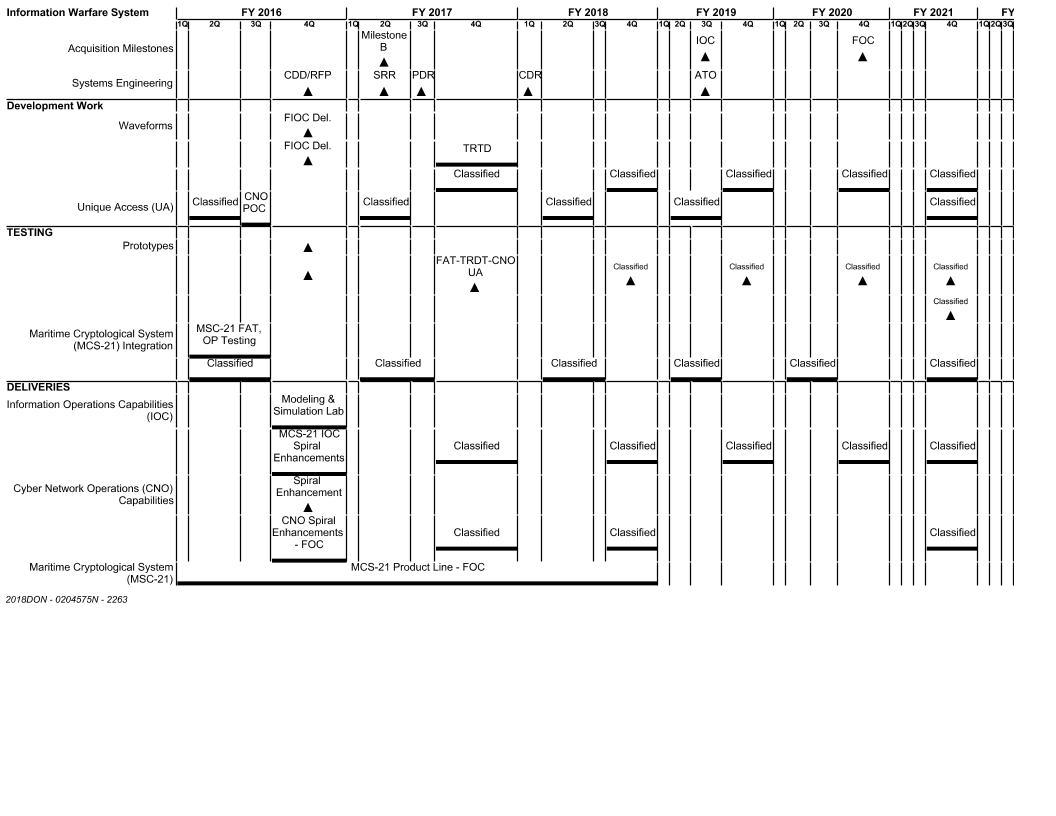 Information Warfare System FY 2016 FY 2017 FY 2018 FY 2019 FY 2020 FY 2021 FY
1Q 2Q 3Q 4Q 1Q 2Q 3Q 4Q 1Q 2Q 3Q 4Q 1Q 2Q 3Q 4Q 1Q 2Q 3Q 4Q 1Q 2Q 3Q 4Q 1Q 2Q 3Q
Acquisition Milestones
Milestone
B
IOC
FOC
Systems Engineering
CDD/RFP
SRR
PDR
CDR
ATO
Development Work
Waveforms
FIOC Del.
FIOC Del.
TRTD
Classified
Classified
Classified
Classified
Classified
Unique Access (UA)
Classified
CNO
POC
Classified
Classified
Classified
Classified
TESTING
Prototypes
FAT-TRDT-CNO
UA
Classified
Classified
Classified
Classified
Classified
Maritime Cryptological System
(MCS-21) Integration
MSC-21 FAT,
OP Testing
Classified
Classified
Classified
Classified
Classified
Classified
DELIVERIES
Information Operations Capabilities
(IOC)
Modeling &
Simulation Lab
MCS-21 IOC
Spiral
Enhancements
Classified
Classified
Classified
Classified
Classified
Cyber Network Operations (CNO)
Capabilities
Spiral
Enhancement
CNO Spiral
Enhancements
- FOC
Classified
Classified
Classified
Maritime Cryptological System
(MSC-21)
MCS-21 Product Line - FOC
2018DON - 0204575N - 2263